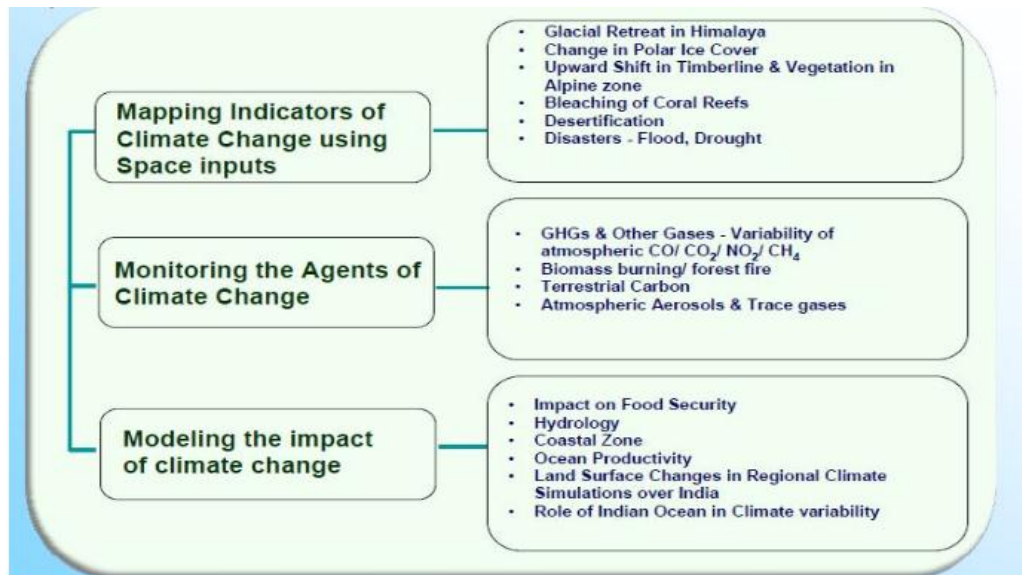 Mapping Indicators of
Climate Change using
Space inputs
• Glacial Retreat in Himalaya
• Change in Polar Ice Cover
• Upward Shift in Timberline & Vegetation in
Alpine zone
• Bleaching of Coral Reefs
• Desertification
• Disasters - Flood, Drought
Monitoring the Agents of
Climate Change
• GHGs & Other Gases - Variability of
atmospheric CO/ CO₂/ NO₂/ CH₄
• Biomass burning/ forest fire
• Terrestrial Carbon
• Atmospheric Aerosols & Trace gases
Modeling the impact
of climate change
• Impact on Food Security
• Hydrology
• Coastal Zone
• Ocean Productivity
• Land Surface Changes in Regional Climate
Simulations over India
• Role of Indian Ocean in Climate variability